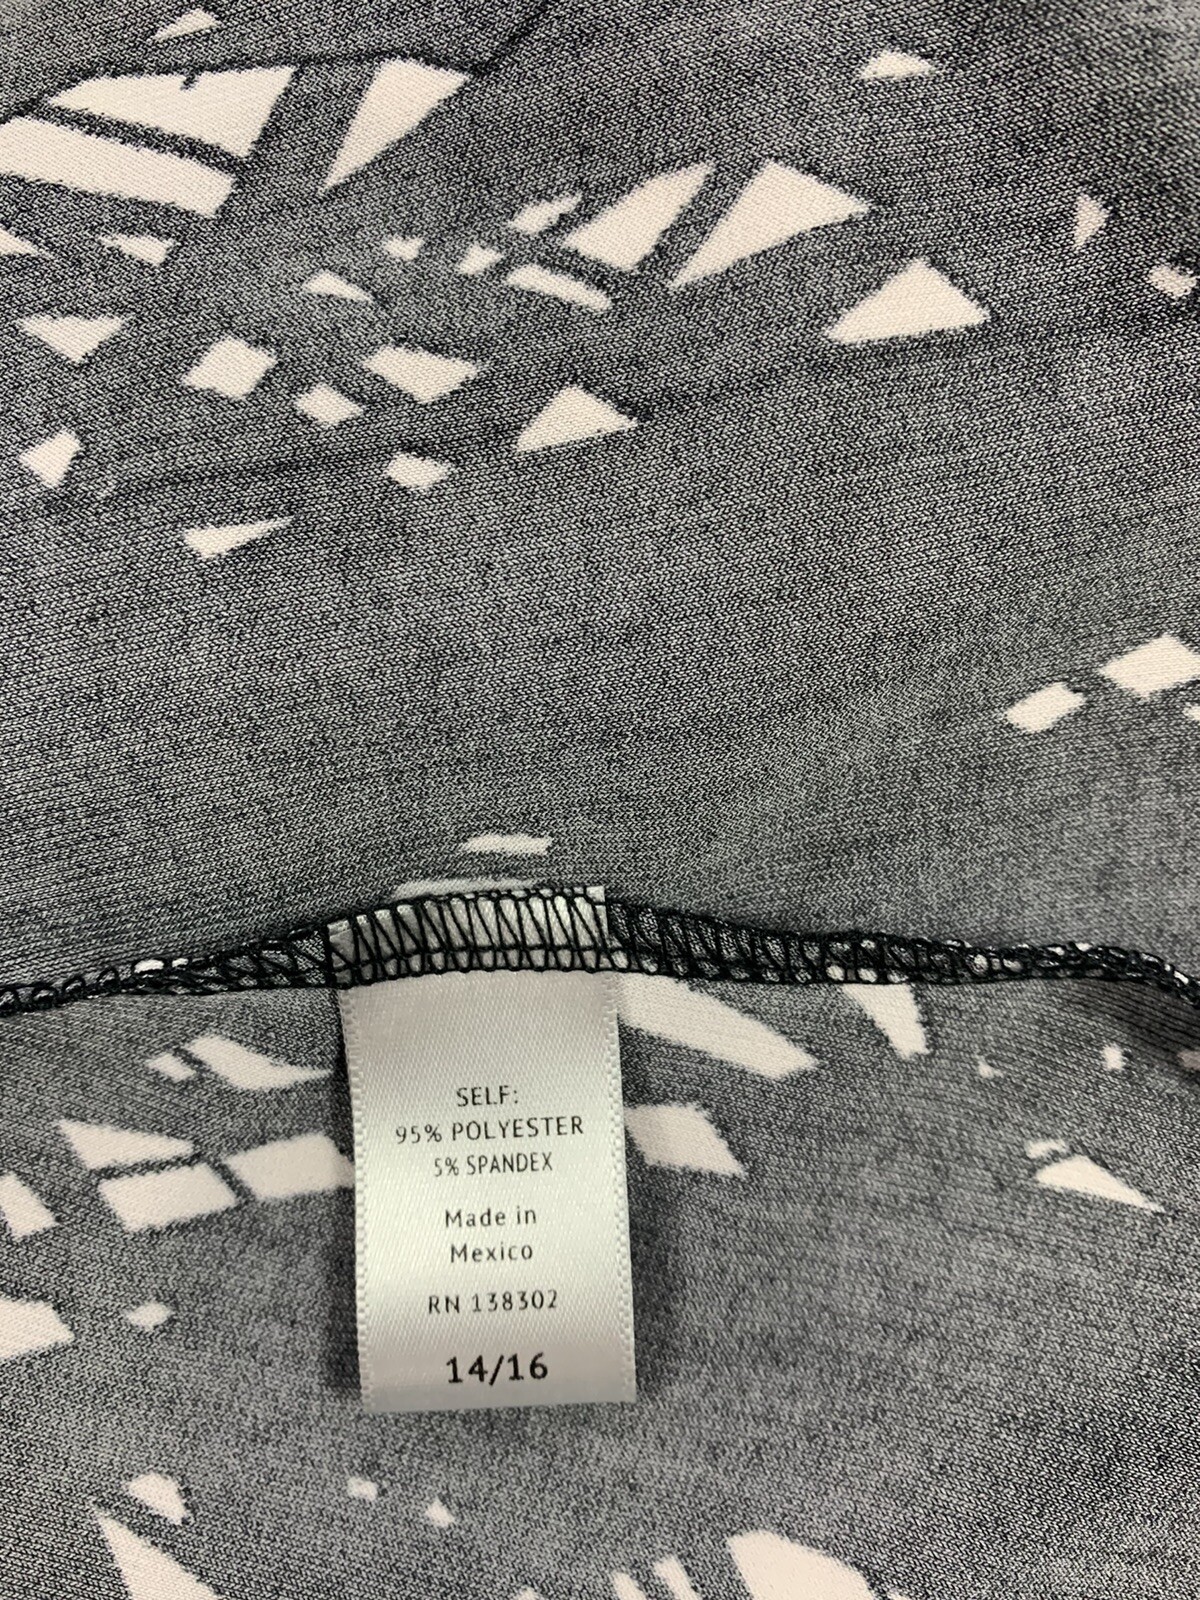 SELF:
95% POLYESTER
5% SPANDEX
Made in
Mexico
RN 138302
14/16